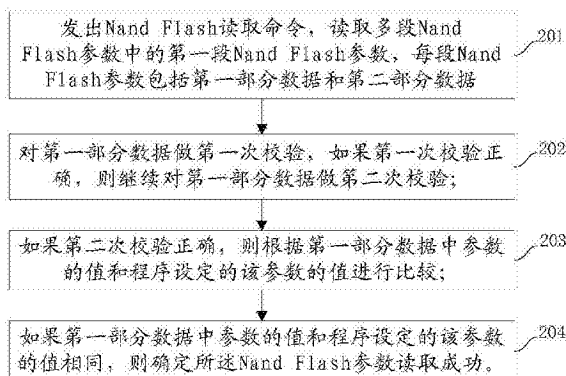 发出Nand Flash读取命令，读取多段Nand
Flash参数中的第一段Nand Flash参数，每段Nand
Flash参数包括第一部分数据和第二部分数据
201
对第一部分数据做第一次校验，如果第一次校验正
确，则继续对第一部分数据做第二次校验;
202
如果第二次校验正确，则根据第一部分数据中参数
的值和程序设定的该参数的值进行比较;
203
如果第一部分数据中参数的值和程序设定的该参数
的值相同，则确定所述Nand Flash参数读取成功。
204